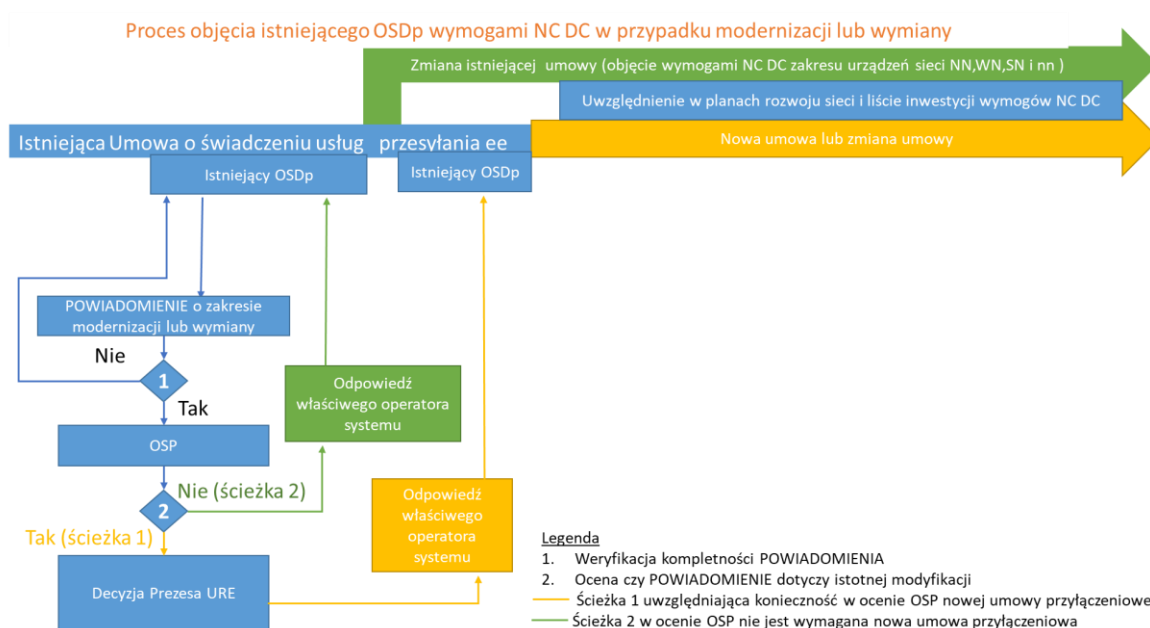 Proces objęcia istniejącego OSDp wymogami NC DC w przypadku modernizacji lub wymiany
Zmiana istniejącej umowy (objęcie wymogami NC DC zakresu urządzeń sieci NN,WN,SN i nn )
Uwzględnienie w planach rozwoju sieci i liście inwestycji wymogów NC DC
Istniejąca Umowa o świadczeniu usług przesyłania ee
Nowa umowa lub zmiana umowy
Istniejący OSDp
Istniejący OSDp
POWIADOMIENIE o zakresie
modernizacji lub wymiany
Nie
1
Tak
OSP
Odpowiedź
właściwego operatora
systemu
Nie (ścieżka 2)
2
Tak (ścieżka 1)
Odpowiedź
właściwego
operatora
systemu
Decyzja Prezesa URE
Legenda
1. Weryfikacja kompletności POWIADOMIENIA
2. Ocena czy POWIADOMIENIE dotyczy istotnej modyfikacji
Ścieżka 1 uwzględniająca konieczność w ocenie OSP nowej umowy przyłączeniowe
Ścieżka 2 w ocenie OSP nie jest wymagana nowa umowa przyłączeniowa